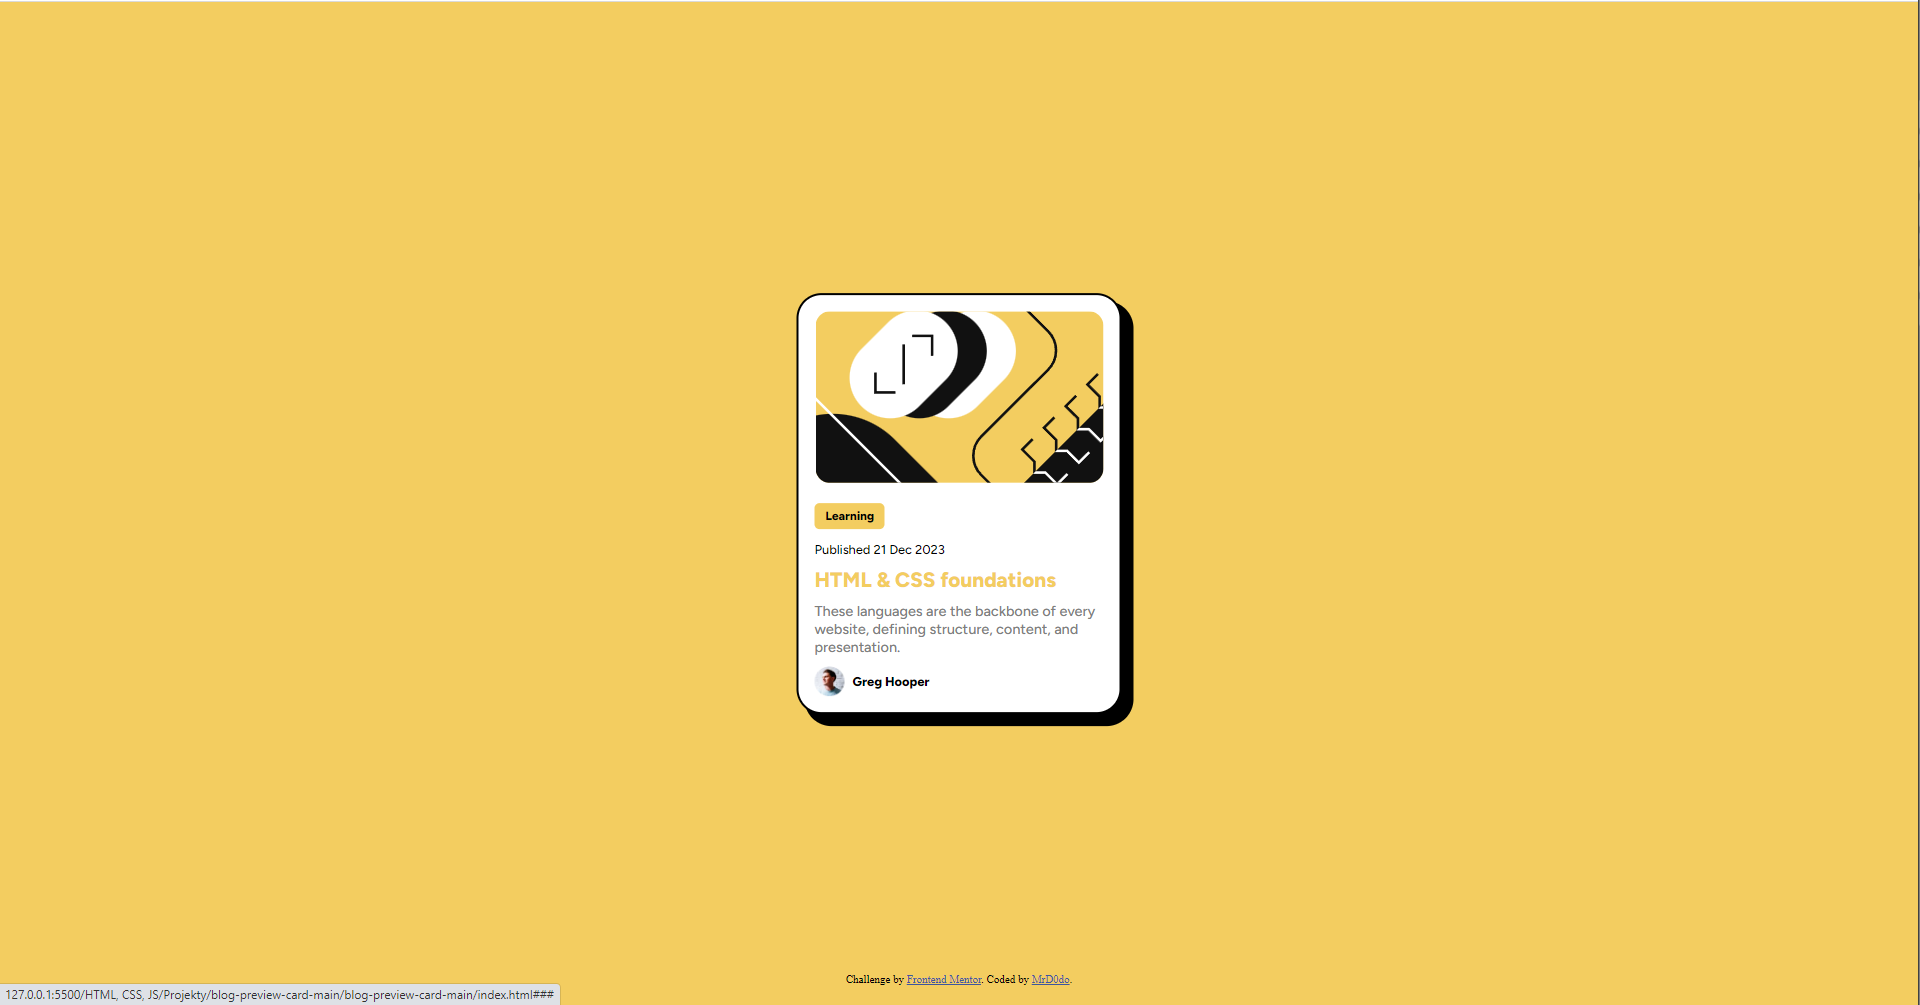 Learning
Published 21 Dec 2023
HTML & CSS foundations
These languages are the backbone of every
website, defining structure, content, and
presentation.
Greg Hooper
Challenge by Frontend Mentor. Coded by MrD0do.
127.0.0.1:5500/HTML, CSS, JS/Projekty/blog-preview-card-main/blog-preview-card-main/index.html###